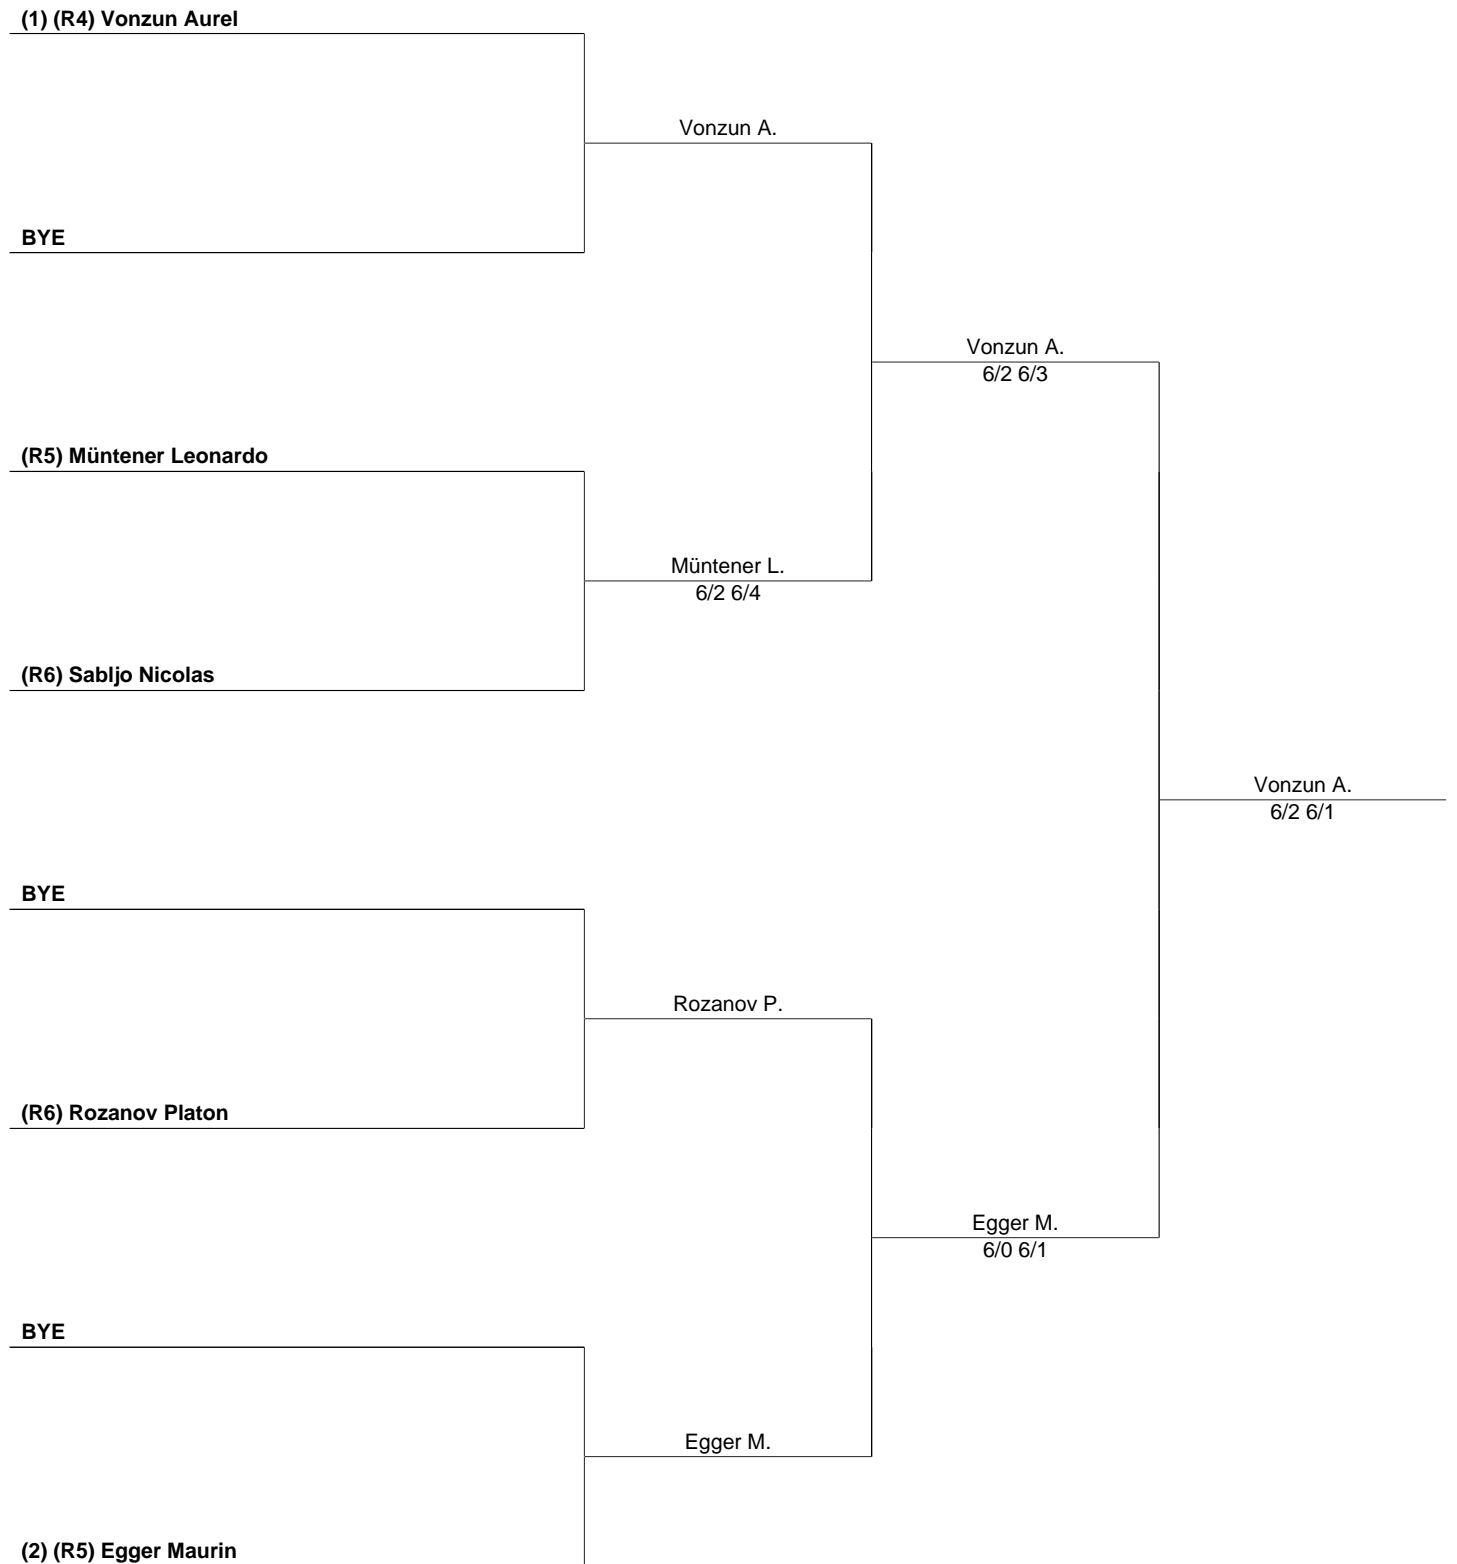 (1) (R4) Vonzun Aurel
Vonzun A.
BYE
Vonzun A.
6/2 6/3
(R5) Müntener Leonardo
Müntener L.
6/2 6/4
(R6) Sabljo Nicolas
Vonzun A.
6/2 6/1
BYE
Rozanov P.
(R6) Rozanov Platon
Egger M.
6/0 6/1
BYE
Egger M.
(2) (R5) Egger Maurin